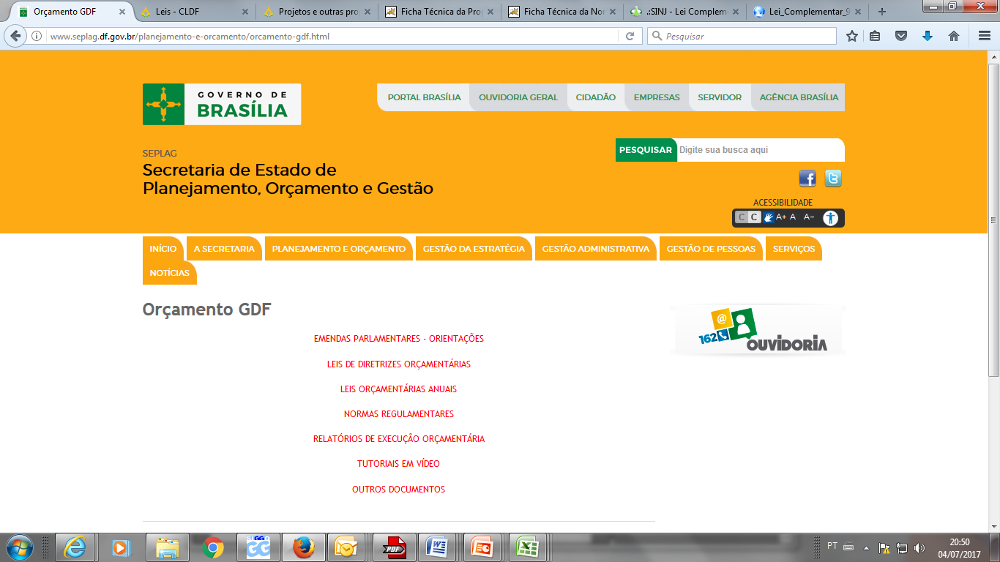 Orçamento GDF
Leis - CLDF
Projetos e outras pro
Ficha Técnica da Prop
Ficha Técnica da Nor
.:SINJ - Lei Complem
Lei_Complementar_9
www.seplag.df.gov.br/planejamento-e-orcamento/orcamento-gdf.html
Pesquisar
GOVERNO DE
BRASÍLIA
PORTAL BRASÍLIA OUVIDORIA GERAL CIDADÃO EMPRESAS SERVIDOR AGÊNCIA BRASÍLIA
PESQUISAR Digite sua busca aqui
SEPLAG
Secretaria de Estado de
Planejamento, Orçamento e Gestão
ACESSIBILIDADE
C C A+ A A-
INÍCIO A SECRETARIA PLANEJAMENTO E ORÇAMENTO GESTÃO DA ESTRATÉGIA GESTÃO ADMINISTRATIVA GESTÃO DE PESSOAS SERVIÇOS
NOTÍCIAS
Orçamento GDF
@
162
OUVIDORIA
EMENDAS PARLAMENTARES - ORIENTAÇÕES
LEIS DE DIRETRIZES ORÇAMENTÁRIAS
LEIS ORÇAMENTÁRIAS ANUAIS
NORMAS REGULAMENTARES
RELATÓRIOS DE EXECUÇÃO ORÇAMENTÁRIA
TUTORIAIS EM VÍDEO
OUTROS DOCUMENTOS
GG
PDF
PT
20:50
04/07/2017